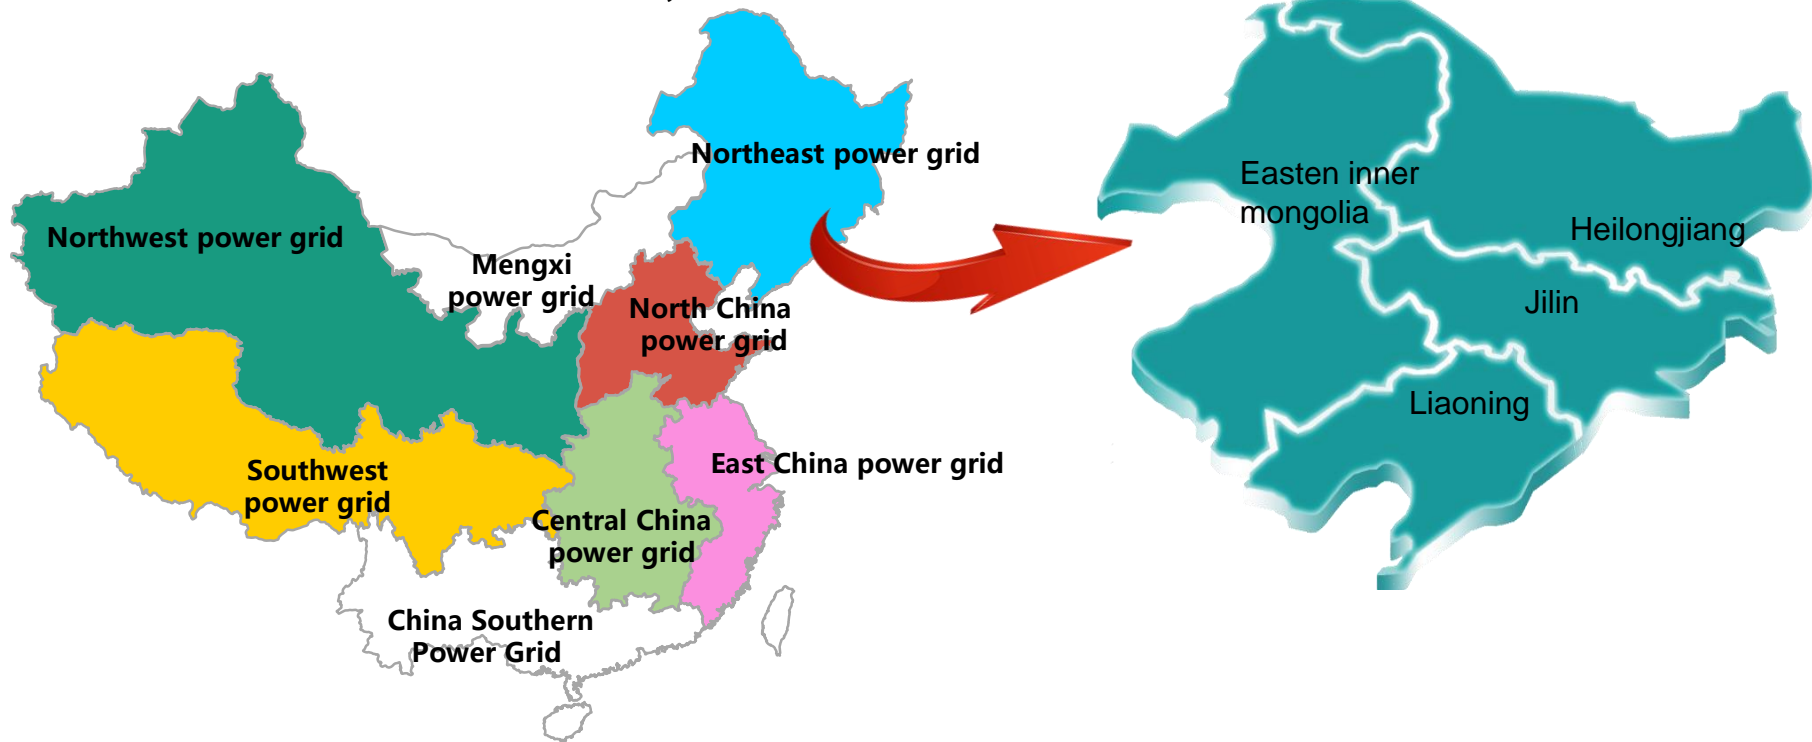 Northeast power grid
Northwest power grid
Mengxi
power grid
North China
power grid
Southwest
power grid
East China power grid
Central China
power grid
China Southern
Power Grid
Easten inner
mongolia
Heilongjiang
Jilin
Liaoning